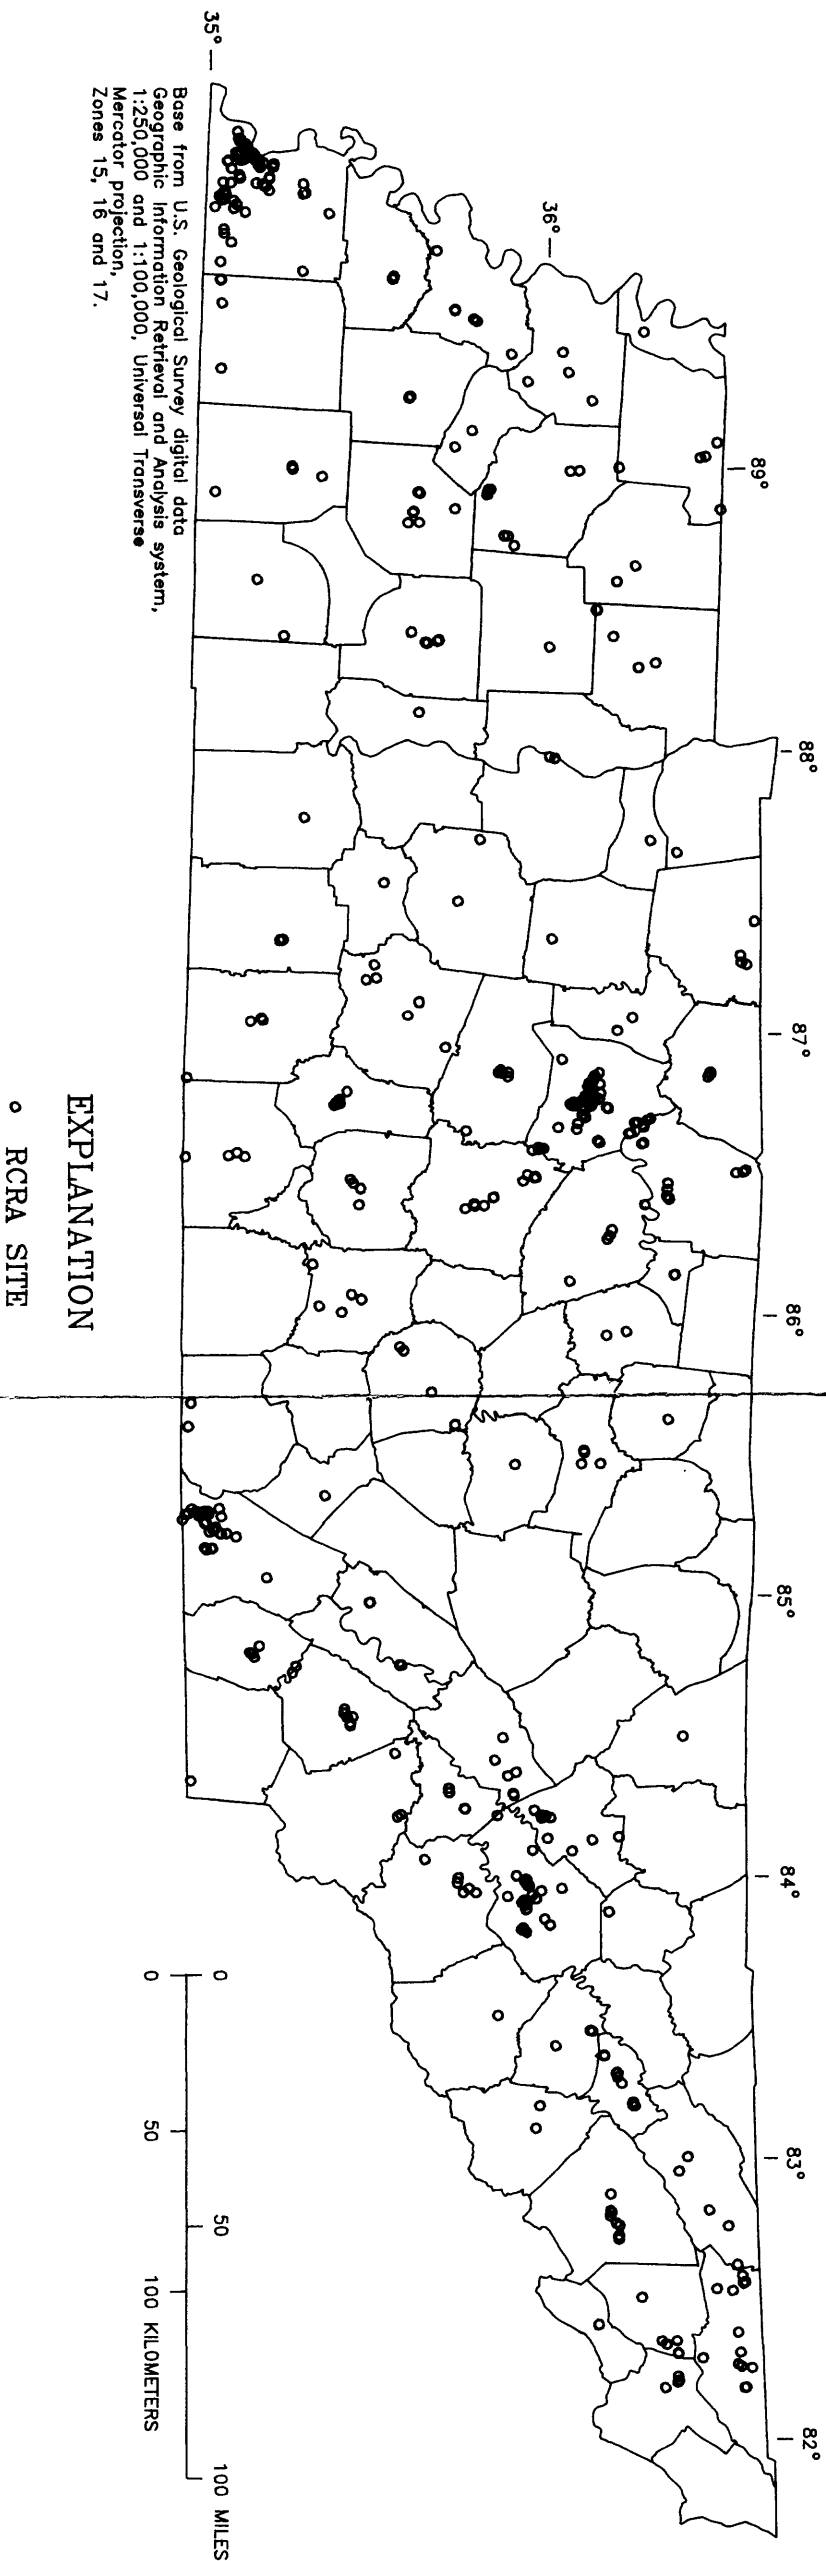 35°
36°
89°
88°
87°
86°
85°
84°
83°
82°
Base from U.S. Geological Survey digital data
Geographic Information Retrieval and Analysis system,
1:250,000 and 1:100,000, Universal Transverse
Mercator projection,
Zones 15, 16 and 17.
EXPLANATION
RCRA SITE
0 50 100 MILES
0 50 100 KILOMETERS